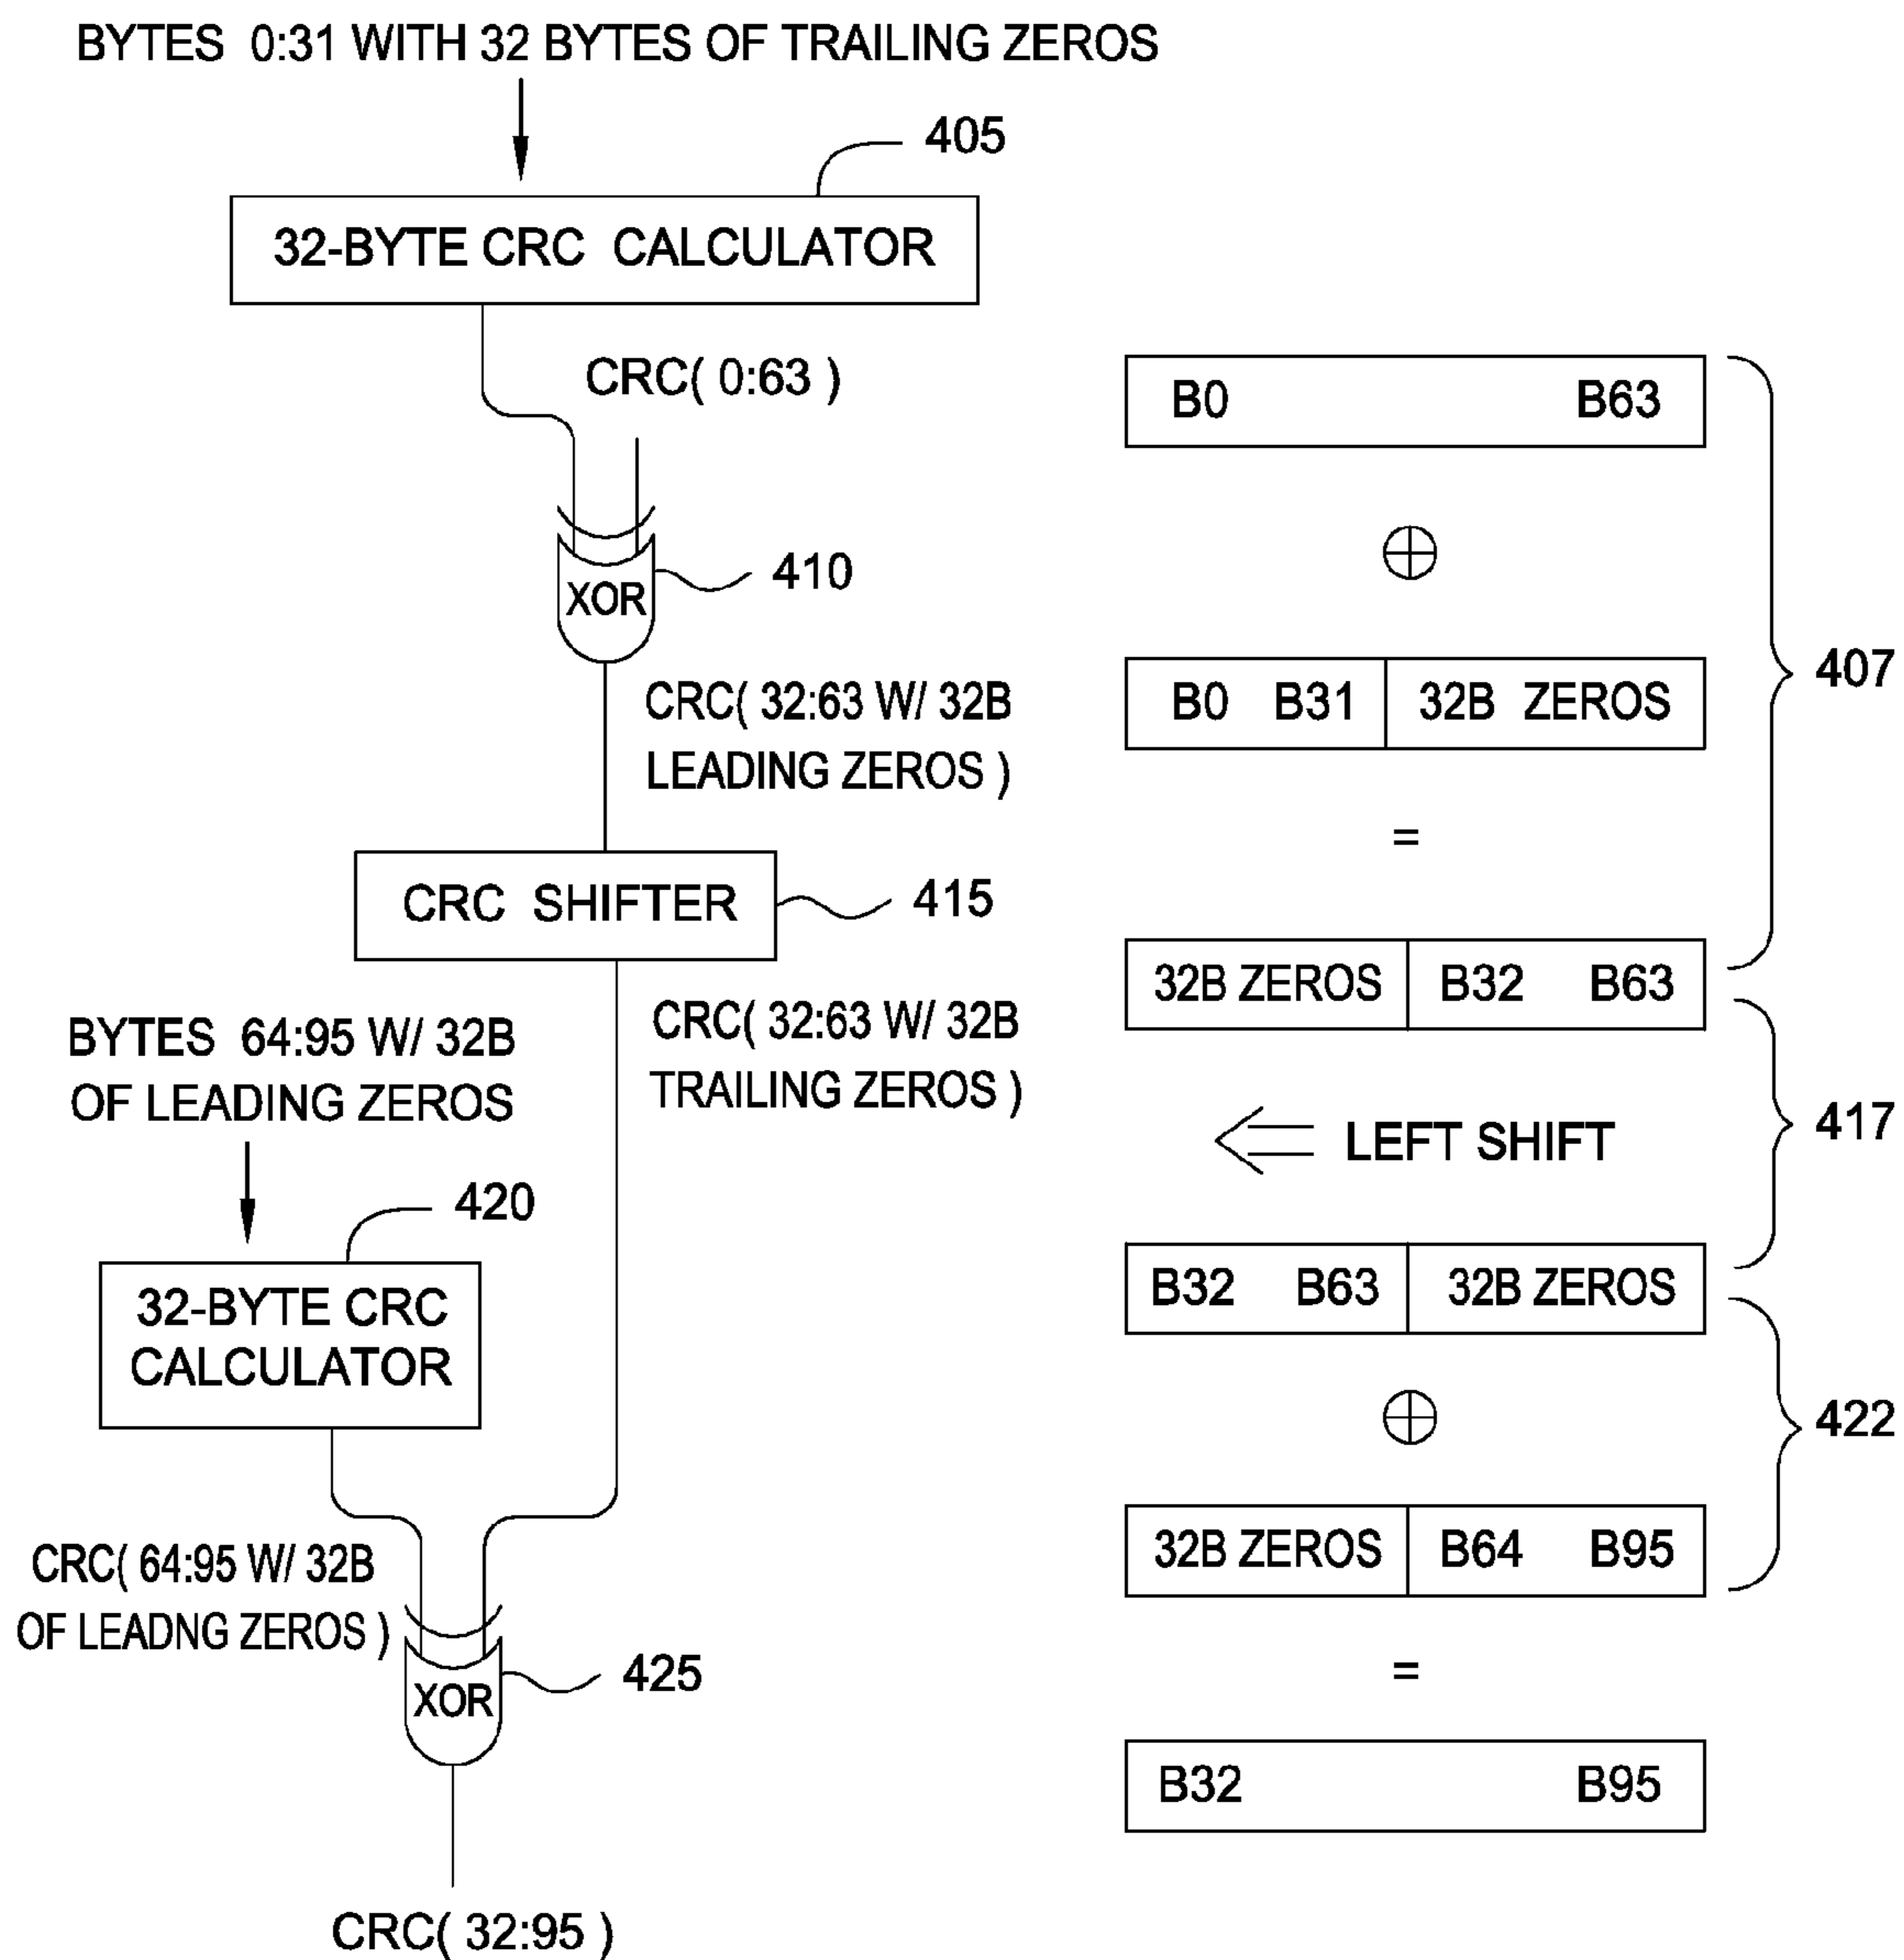 BYTES 0:31 WITH 32 BYTES OF TRAILING ZEROS
405
32-BYTE CRC CALCULATOR
CRC( 0:63 )
XOR
410
CRC( 32:63 W/ 32B
LEADING ZEROS )
CRC SHIFTER
415
CRC( 32:63 W/ 32B
TRAILING ZEROS )
BYTES 64:95 W/ 32B
OF LEADING ZEROS
420
32-BYTE CRC
CALCULATOR
CRC( 64:95 W/ 32B
OF LEADNG ZEROS )
XOR
425
CRC( 32:95 )
B0 B63
⊕
B0 B31 32B ZEROS
407
=
32B ZEROS B32 B63
LEFT SHIFT
417
B32 B63 32B ZEROS
⊕
422
32B ZEROS B64 B95
=
B32 B95